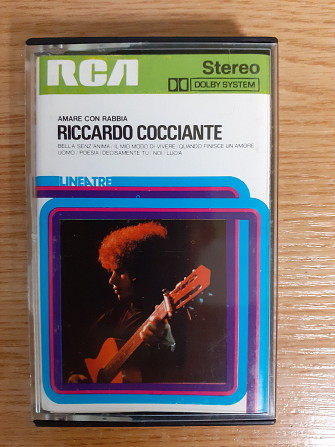 RCA
Stereo
DOLBY SYSTEM
AMARE CON RABBIA
RICCARDO COCCIANTE
BELLA SENZ'ANIMA / IL MIO MODO DI VIVERE / QUANDO FINISCE UN AMORE
UOMO / POESIA / DECISAMENTE TU / NOI / LUCIA
LINEATRE